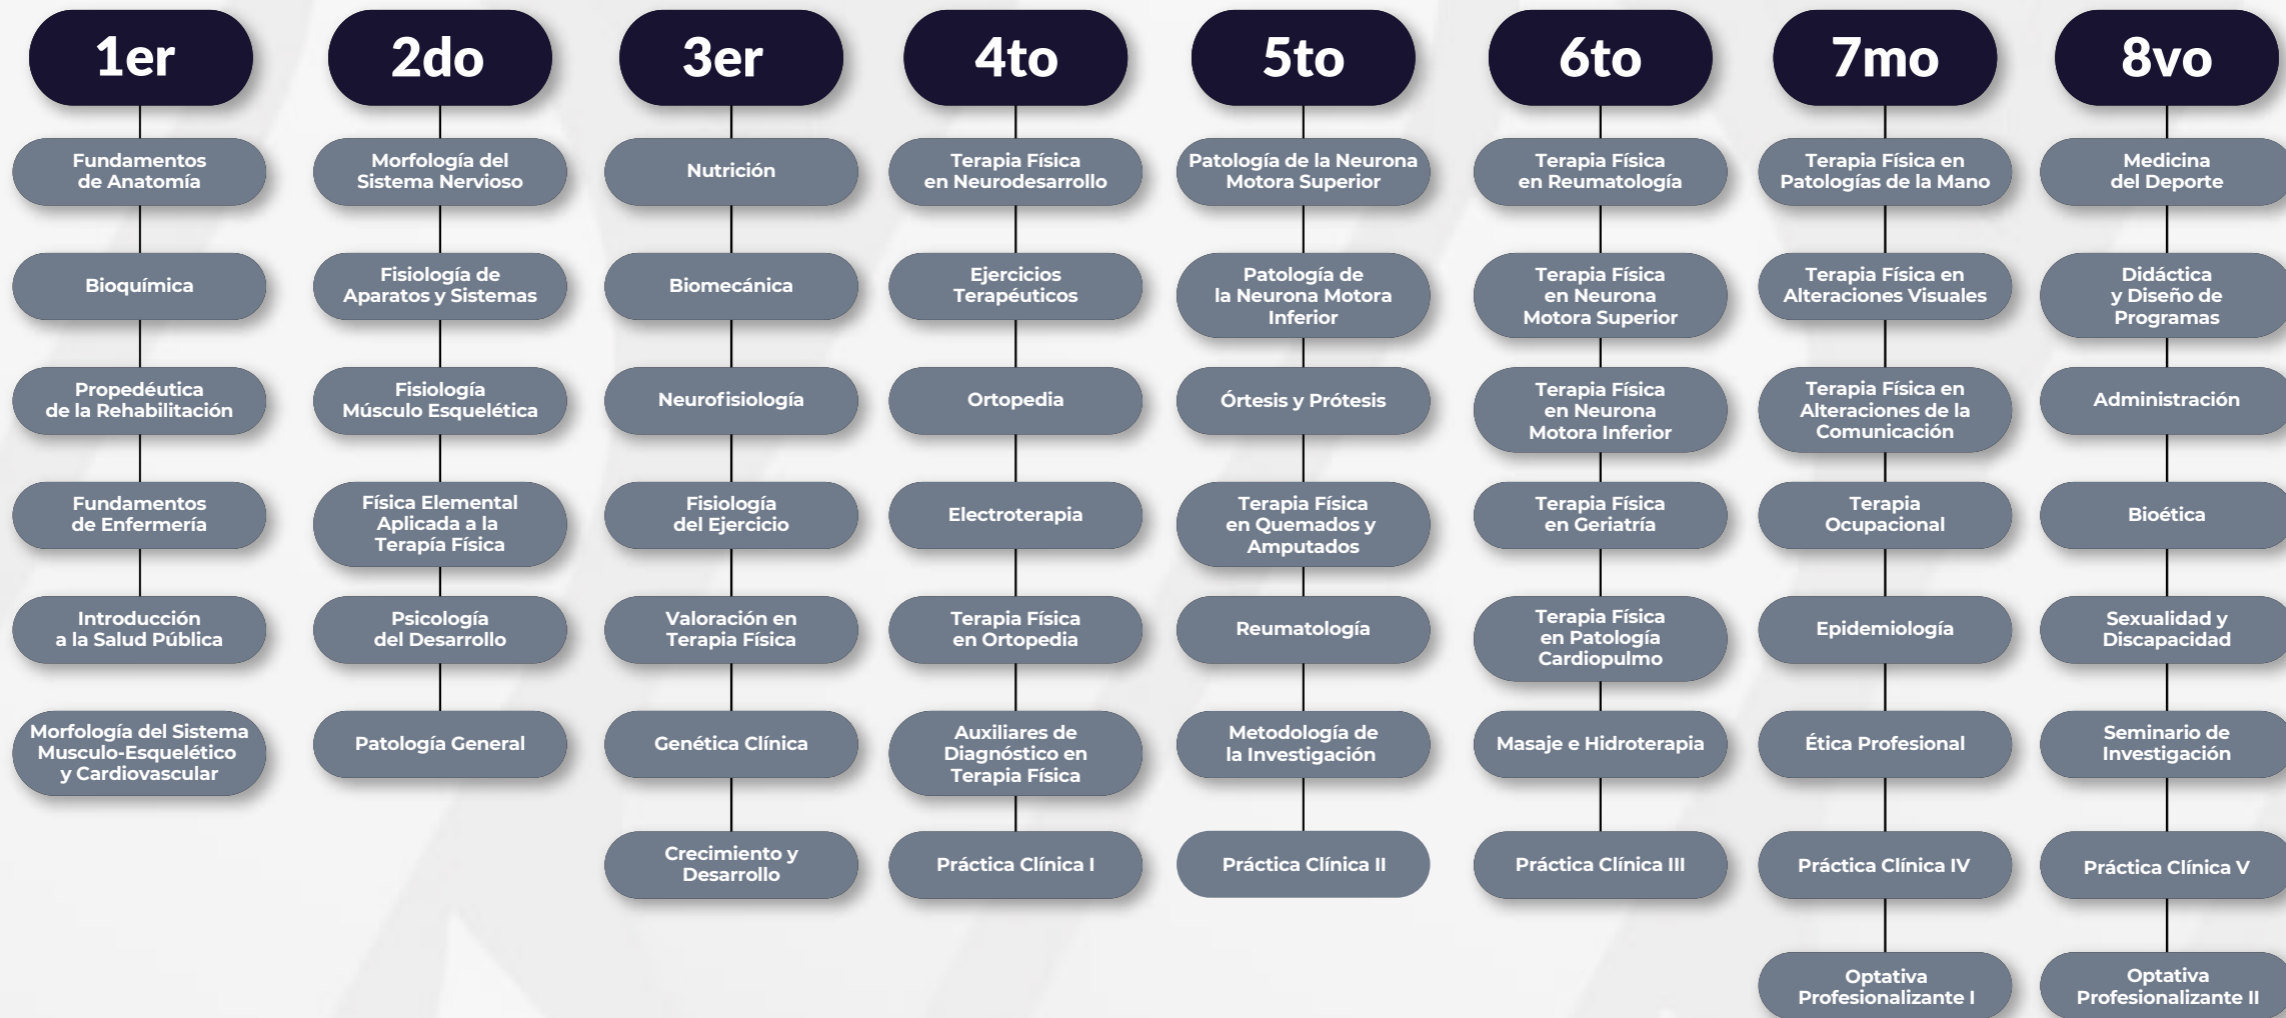 1er
Fundamentos
de Anatomía
Bioquímica
Propedéutica
de la Rehabilitación
Fundamentos
de Enfermería
Introducción
a la Salud Pública
Morfología del Sistema
Musculo-Esquelético
y Cardiovascular
2do
Morfología del
Sistema Nervioso
Fisiología de
Aparatos y Sistemas
Fisiología
Músculo Esquelética
Física Elemental
Aplicada a la
Terapía Física
Psicología
del Desarrollo
Patología General
3er
Nutrición
Biomecánica
Neurofisiología
Fisiología
del Ejercicio
Valoración en
Terapia Física
Genética Clínica
Crecimiento y
Desarrollo
4to
Terapia Física
en Neurodesarrollo
Ejercicios
Terapéuticos
Ortopedia
Electroterapia
Terapia Física
en Ortopedia
Auxiliares de
Diagnóstico en
Terapia Física
Práctica Clínica I
5to
Patología de la Neurona
Motora Superior
Patología de
la Neurona Motora
Inferior
Órtesis y Prótesis
Terapia Física
en Quemados y
Amputados
Reumatología
Metodología de
la Investigación
Práctica Clínica II
6to
Terapia Física
en Reumatología
Terapia Física
en Neurona
Motora Superior
Terapia Física
en Neurona
Motora Inferior
Terapia Física
en Geriatría
Terapia Física
en Patología
Cardiopulmo
Masaje e Hidroterapia
Práctica Clínica III
7mo
Terapia Física en
Patologías de la Mano
Terapia Física en
Alteraciones Visuales
Terapia Física en
Alteraciones de la
Comunicación
Terapia
Ocupacional
Epidemiología
Ética Profesional
Práctica Clínica IV
Optativa
Profesionalizante I
8vo
Medicina
del Deporte
Didáctica
y Diseño de
Programas
Administración
Bioética
Sexualidad y
Discapacidad
Seminario de
Investigación
Práctica Clínica V
Optativa
Profesionalizante II